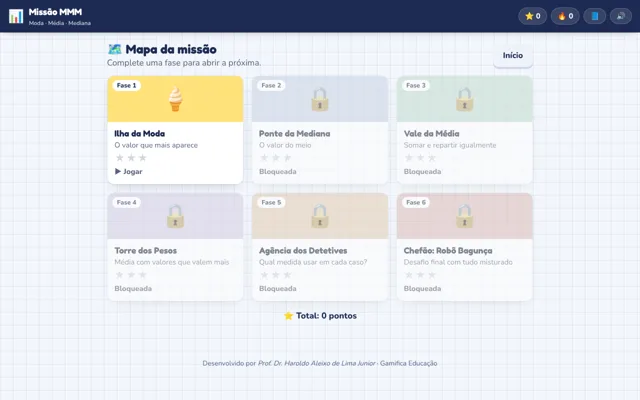 Missão MMM
Moda · Média · Mediana
0
0
Mapa da missão
Complete uma fase para abrir a próxima.
Início
Fase 1
Ilha da Moda
O valor que mais aparece
Jogar
Fase 2
Ponte da Mediana
O valor do meio
Bloqueada
Fase 3
Vale da Média
Somar e repartir igualmente
Bloqueada
Fase 4
Torre dos Pesos
Média com valores que valem mais
Bloqueada
Fase 5
Agência dos Detetives
Qual medida usar em cada caso?
Bloqueada
Fase 6
Chefão: Robô Bagunça
Desafio final com tudo misturado
Bloqueada
Total: 0 pontos
Desenvolvido por Prof. Dr. Haroldo Aleixo de Lima Junior · Gamifica Educação